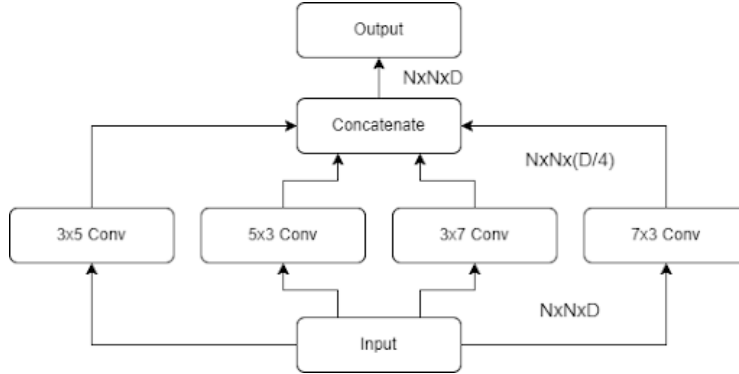 Output
NxNxD
Concatenate
NxNx(D/4)
3x5 Conv
5x3 Conv
3x7 Conv
7x3 Conv
NxNxD
Input